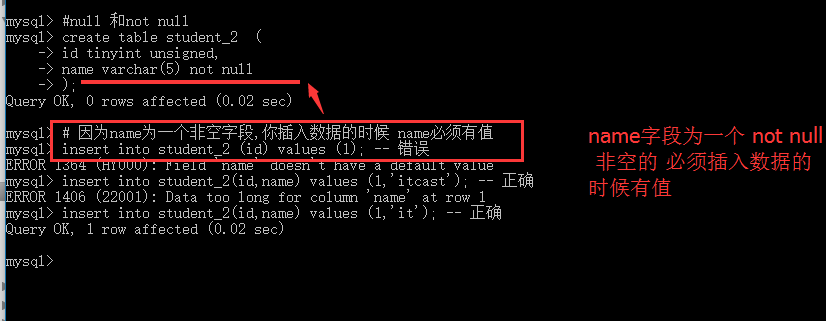 mysql> #null 和not null
mysql> create table student_2  (
    -> id tinyint unsigned,
    -> name varchar(5) not null
    -> );
Query OK, 0 rows affected (0.02 sec)
mysql> # 因为name为一个非空字段,你插入数据的时候 name必须有值
mysql> insert into student_2 (id) values (1); -- 错误
ERROR 1364 (HY000): Field 'name' doesn't have a default value
mysql> insert into student_2(id,name) values (1,'itcast'); -- 正确
ERROR 1406 (22001): Data too long for column 'name' at row 1
mysql> insert into student_2(id,name) values (1,'it'); -- 正确
Query OK, 1 row affected (0.02 sec)
mysql>
name字段为一个 not null
非空的 必须插入数据的
时候有值